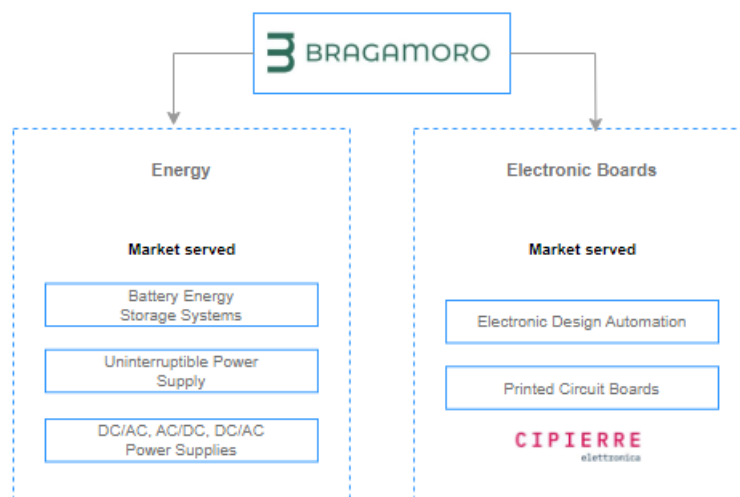 BRAGAMORO
Energy
Market served
Battery Energy
Storage Systems
Uninterruptible Power
Supply
DC/AC, AC/DC, DC/AC
Power Supplies
Electronic Boards
Market served
Electronic Design Automation
Printed Circuit Boards
CIPIERRE
elettronica